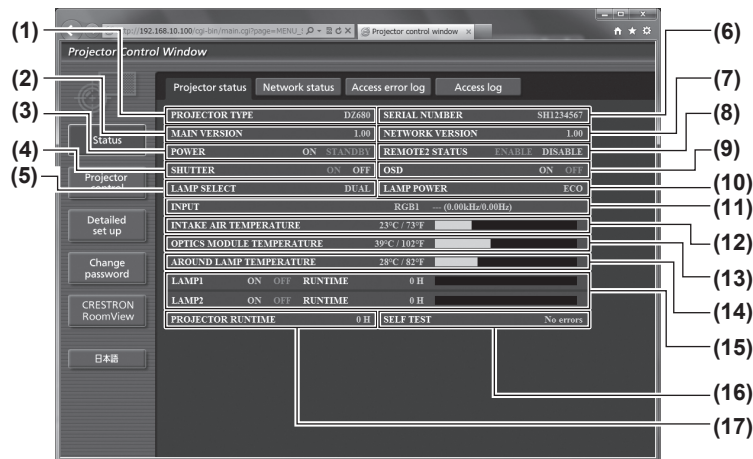 http://192.168.10.100/cgi-bin/main.cgi?page=MENU_
Projector control window
Projector Control Window
Projector status Network status Access error log Access log
PROJECTOR TYPE DZ680 SERIAL NUMBER SH1234567
MAIN VERSION 1.00 NETWORK VERSION 1.00
POWER ON STANDBY REMOTE2 STATUS ENABLE DISABLE
SHUTTER ON OFF OSD ON OFF
LAMP SELECT DUAL LAMP POWER ECO
INPUT RGB1 — (0.00kHz/0.00Hz)
INTAKE AIR TEMPERATURE 23°C / 73°F
OPTICS MODULE TEMPERATURE 39°C / 102°F
AROUND LAMP TEMPERATURE 28°C / 82°F
LAMP1 ON OFF RUNTIME 0 H
LAMP2 ON OFF RUNTIME 0 H
PROJECTOR RUNTIME 0 H SELF TEST No errors
Status
Projector
control
Detailed
set up
Change
password
CRESTRON
RoomView
日本語
(1)
(2)
(3)
(4)
(5)
(6)
(7)
(8)
(9)
(10)
(11)
(12)
(13)
(14)
(15)
(16)
(17)